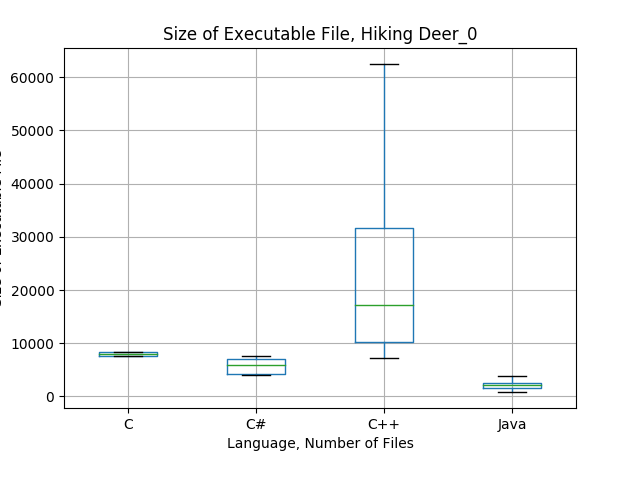 Size of Executable File, Hiking Deer_0
60000
50000
40000
30000
20000
10000
0
C C# C++ Java
Language, Number of Files